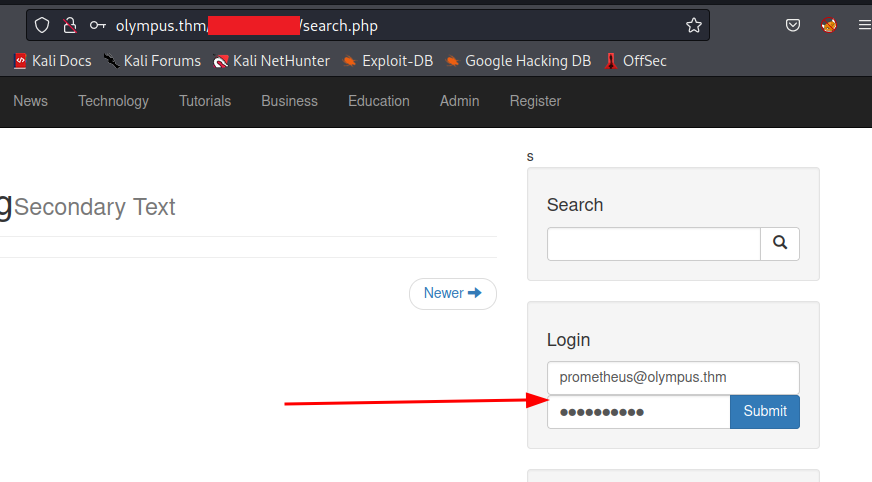 olympus.thm/ /search.php
Kali Docs Kali Forums Kali NetHunter Exploit-DB Google Hacking DB OffSec
News Technology Tutorials Business Education Admin Register
s
gSecondary Text
Search
Newer
Login
prometheus@olympus.thm
●●●●●●●●●● Submit